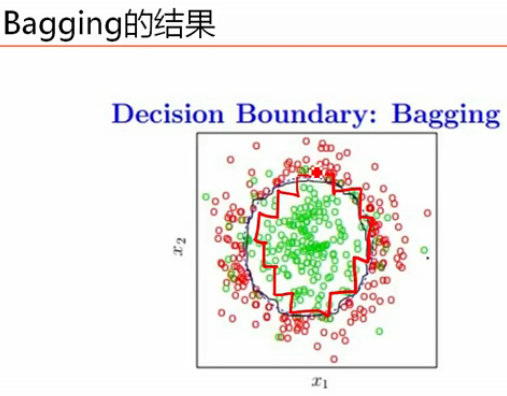 Bagging的结果
Decision Boundary: Bagging
x₂
x₁